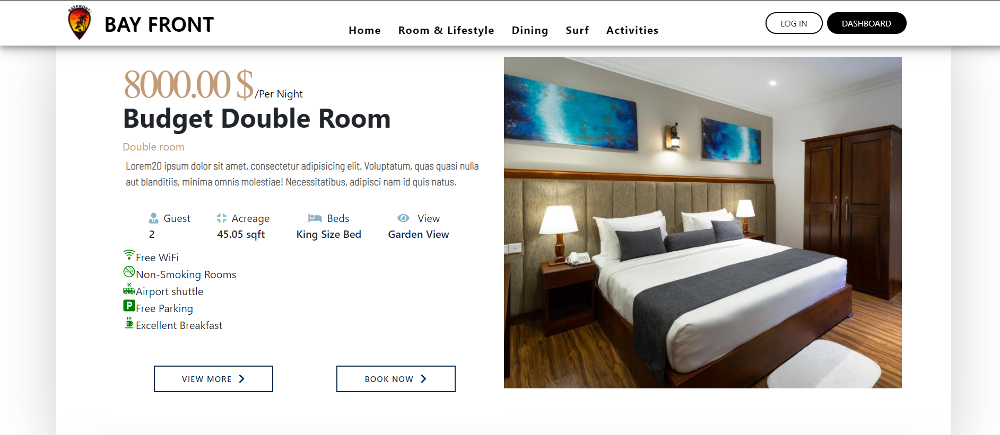 BAYFRONT
BAY FRONT
Home Room & Lifestyle Dining Surf Activities
LOG IN
DASHBOARD
8000.00 $/Per Night
Budget Double Room
Double room
Lorem20 ipsum dolor sit amet, consectetur adipisicing elit. Voluptatum, quas quasi nulla
aut blanditiis, minima omnis molestiae! Necessitatibus, adipisci nam id quis natus.
Guest Acreage Beds View
2 45.05 sqft King Size Bed Garden View
Free WiFi
Non-Smoking Rooms
Airport shuttle
P Free Parking
Excellent Breakfast
VIEW MORE
BOOK NOW